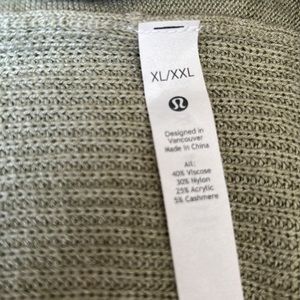 XL/XXL
Designed in
Vancouver
Made in China
All:
40% Viscose
30% Nylon
25% Acrylic
5% Cashmere